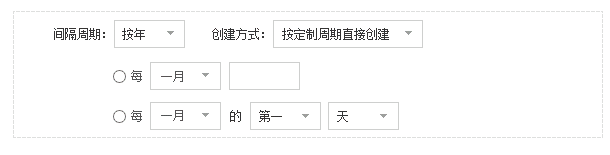 间隔周期： 按年 创建方式： 按定制周期直接创建
每 一月
每 一月 的 第一 天